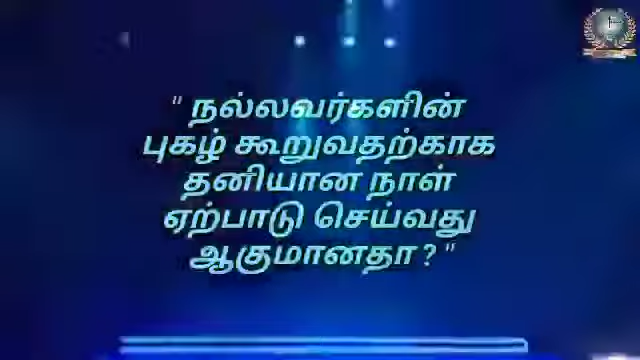 " நல்லவர்களின்
புகழ் கூறுவதற்காக
தனியான நாள்
ஏற்பாடு செய்வது
ஆகுமானதா ? "